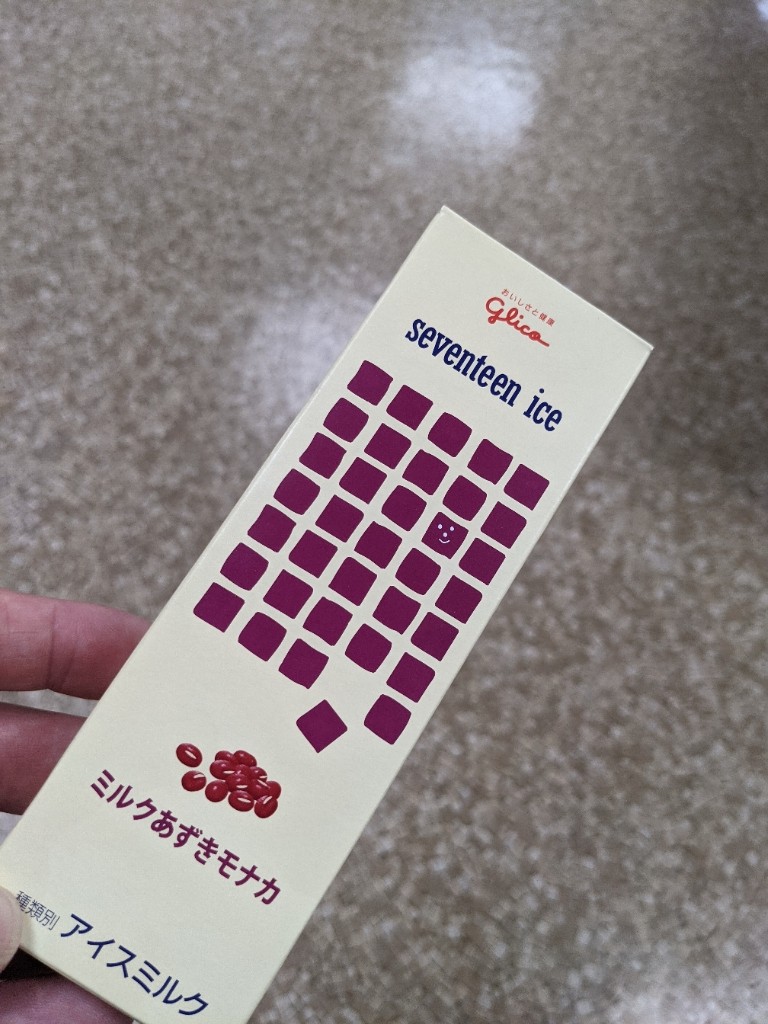 おいしさと健康
Glico
seventeen ice
ミルクあずきモナカ
種類別 アイスミルク